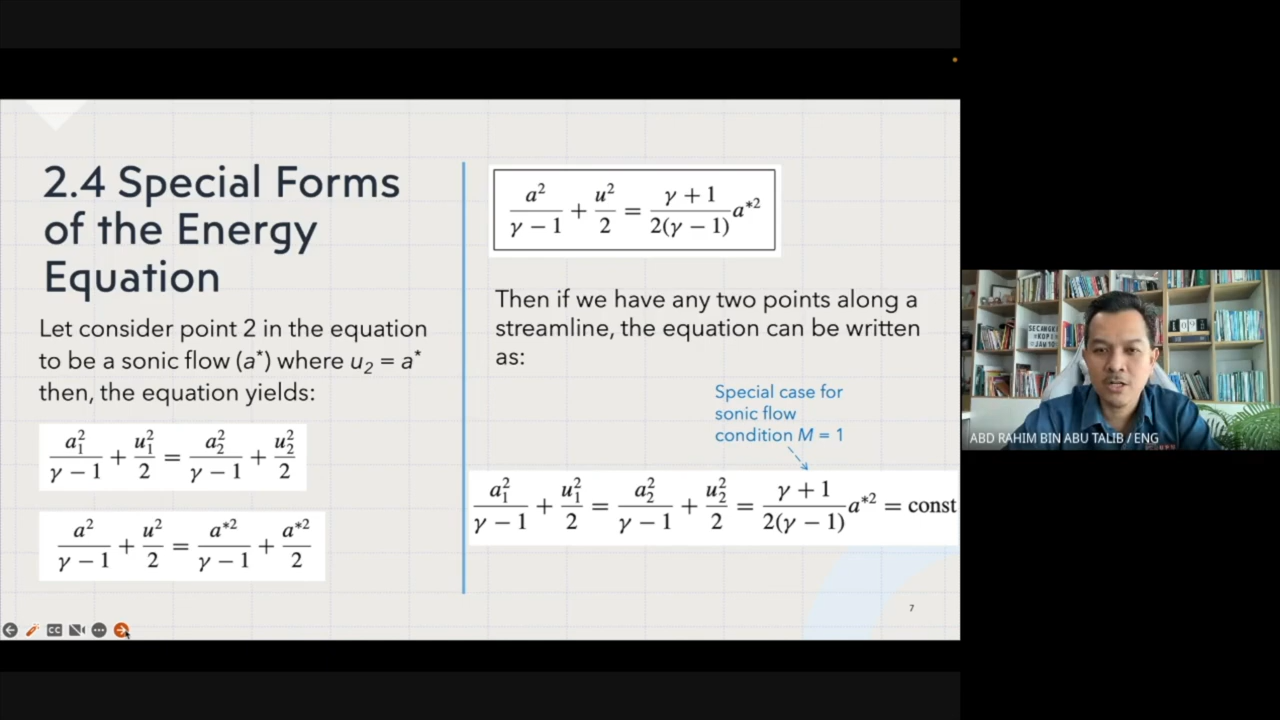 2.4 Special Forms
of the Energy
Equation
Let consider point 2 in the equation
to be a sonic flow (a*) where u₂ = a*
then, the equation yields:
a₁²/(γ − 1) + u₁²/2 = a₂²/(γ − 1) + u₂²/2
a²/(γ − 1) + u²/2 = a*²/(γ − 1) + a*²/2
a²/(γ − 1) + u²/2 = (γ + 1)/(2(γ − 1)) a*²
Then if we have any two points along a
streamline, the equation can be written
as:
Special case for
sonic flow
condition M = 1
a₁²/(γ − 1) + u₁²/2 = a₂²/(γ − 1) + u₂²/2 = (γ + 1)/(2(γ − 1)) a*² = const
7
CC
SECANGKI
ABD RAHIM BIN ABU TALIB / ENG